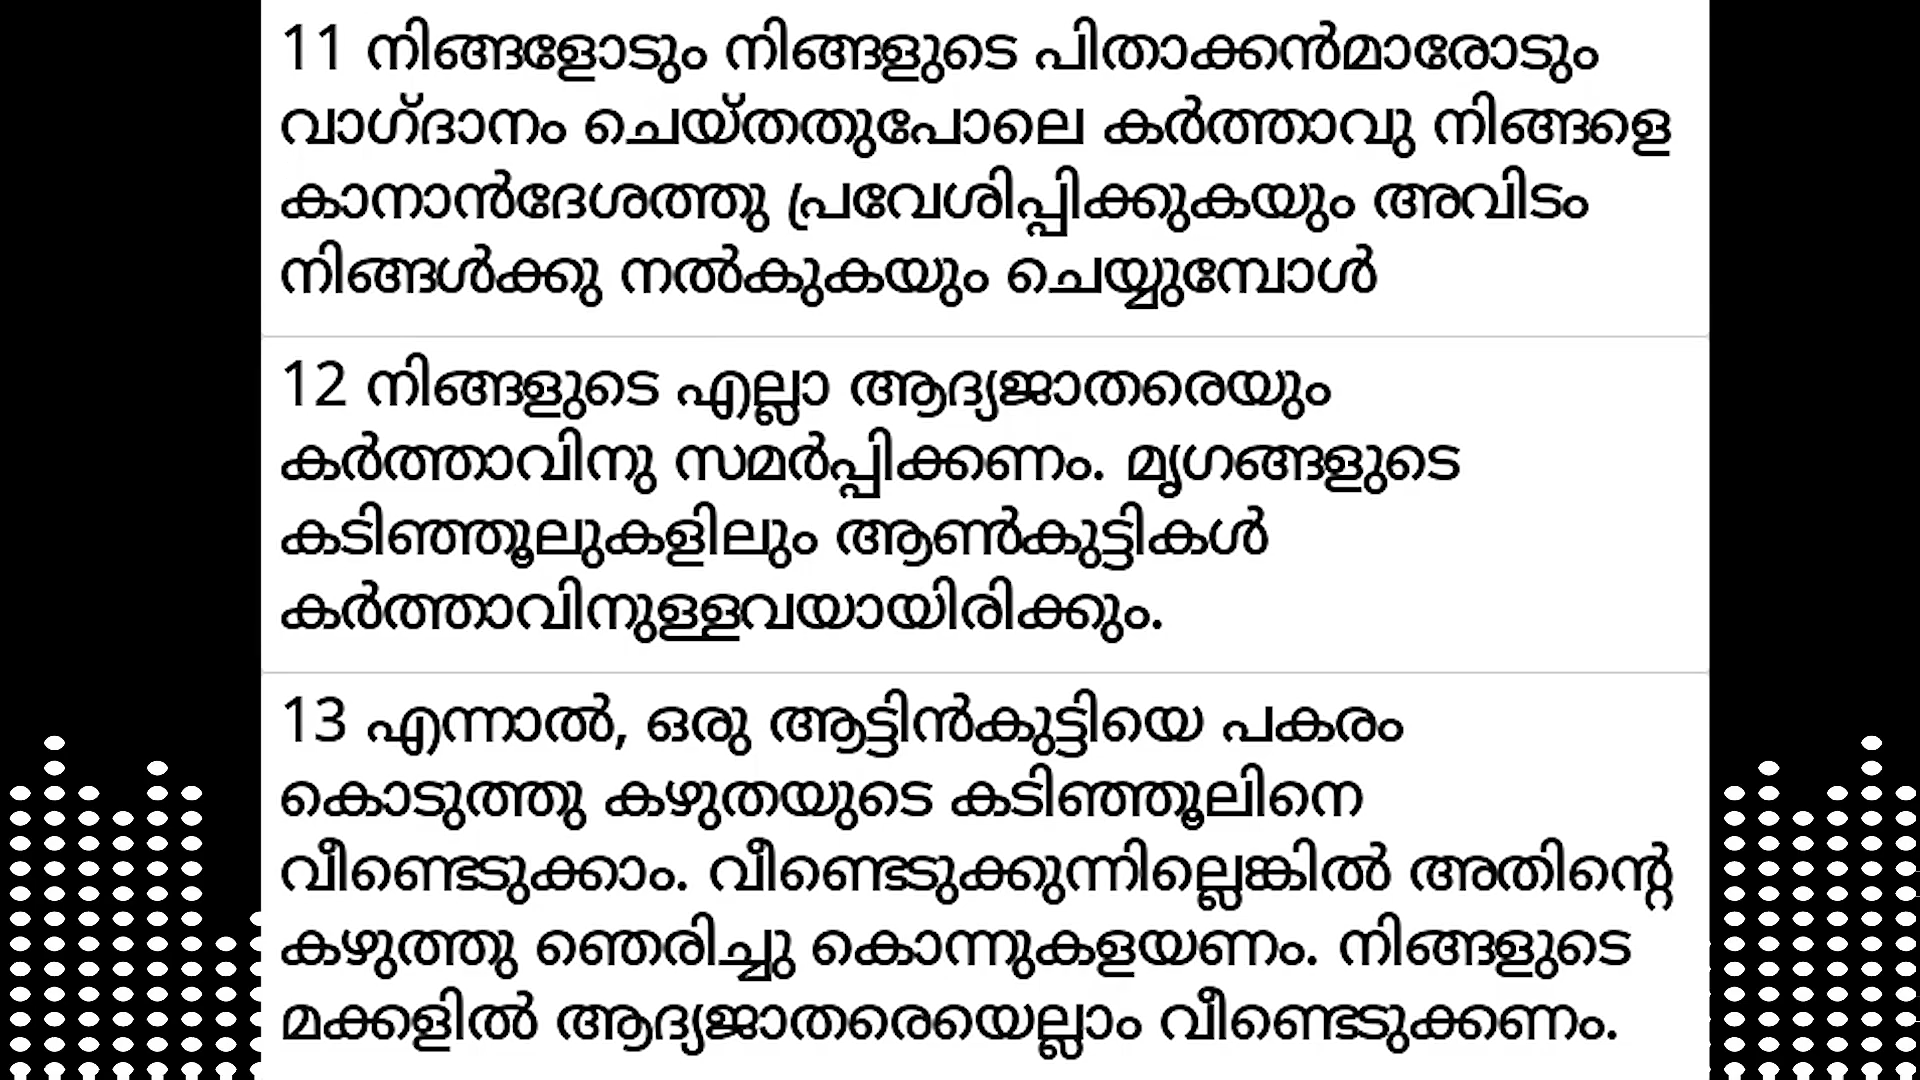 11 നിങ്ങളോടും നിങ്ങളുടെ പിതാക്കൻമാരോടും
വാഗ്ദാനം ചെയ്തതുപോലെ കർത്താവു നിങ്ങളെ
കാനാൻദേശത്തു പ്രവേശിപ്പിക്കുകയും അവിടം
നിങ്ങൾക്കു നൽകുകയും ചെയ്യുമ്പോൾ
12 നിങ്ങളുടെ എല്ലാ ആദ്യജാതരെയും
കർത്താവിനു സമർപ്പിക്കണം. മൃഗങ്ങളുടെ
കടിഞ്ഞൂലുകളിലും ആൺകുട്ടികൾ
കർത്താവിനുള്ളവയായിരിക്കും.
13 എന്നാൽ, ഒരു ആട്ടിൻകുട്ടിയെ പകരം
കൊടുത്തു കഴുതയുടെ കടിഞ്ഞൂലിനെ
വീണ്ടെടുക്കാം. വീണ്ടെടുക്കുന്നില്ലെങ്കിൽ അതിന്റെ
കഴുത്തു ഞെരിച്ചു കൊന്നുകളയണം. നിങ്ങളുടെ
മക്കളിൽ ആദ്യജാതരെയെല്ലാം വീണ്ടെടുക്കണം.